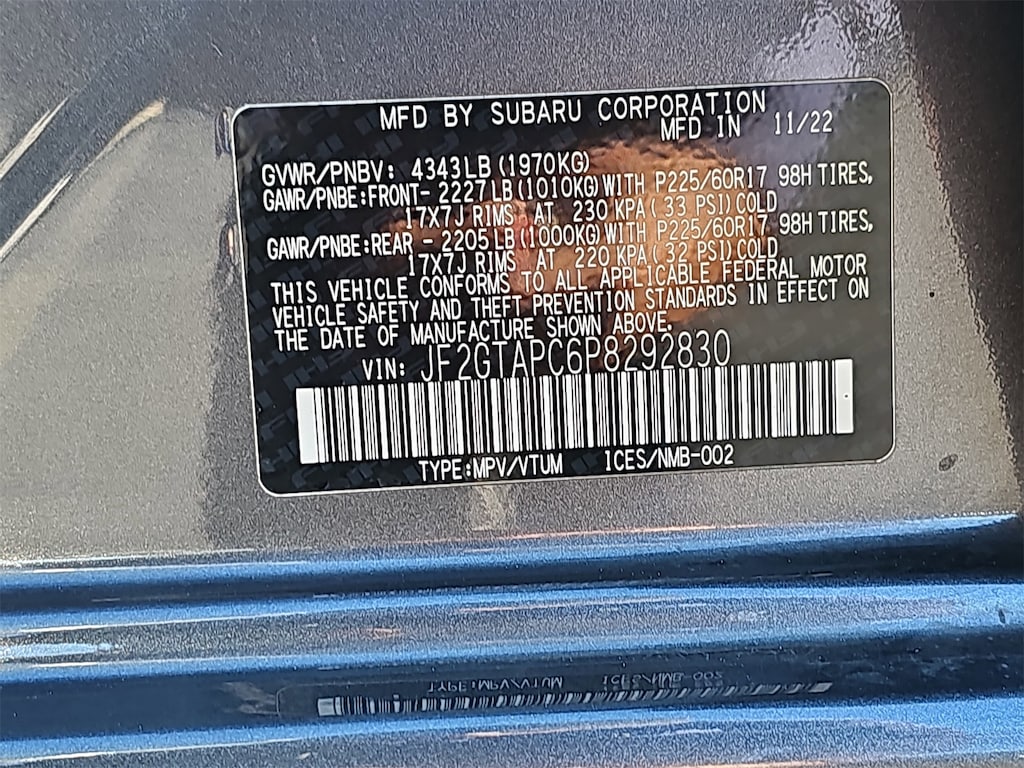 MFD BY SUBARU CORPORATION
MFD IN 11/22
GVWR/PNBV: 4343LB (1970KG)
GAWR/PNBE:FRONT- 2227LB(1010KG)WITH P225/60R17 98H TIRES,
17X7J RIMS AT 230 KPA( 33 PSI)COLD
GAWR/PNBE:REAR - 2205LB(1000KG)WITH P225/60R17 98H TIRES,
17X7J RIMS AT 220 KPA( 32 PSI)COLD
THIS VEHICLE CONFORMS TO ALL APPLICABLE FEDERAL MOTOR
VEHICLE SAFETY AND THEFT PREVENTION STANDARDS IN EFFECT ON
THE DATE OF MANUFACTURE SHOWN ABOVE.
VIN: JF2GTAPC6P8292830
TYPE:MPV/VTUM ICES/NMB-002